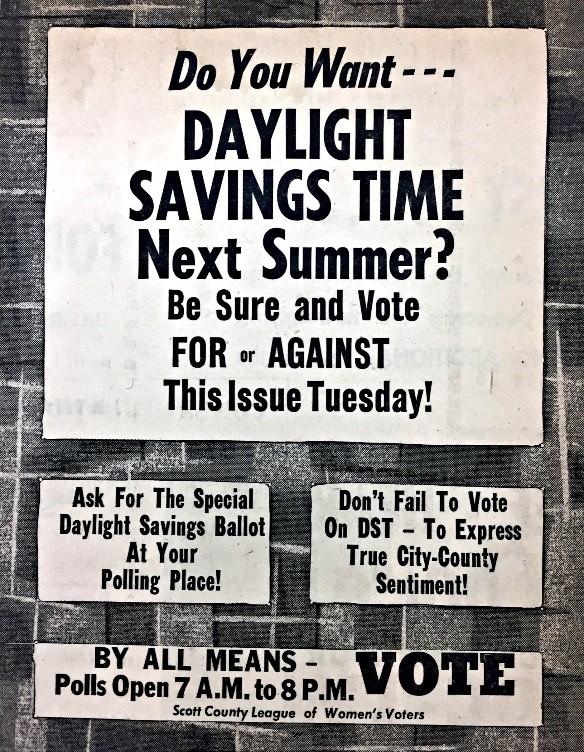 Do You Want---
DAYLIGHT
SAVINGS TIME
Next Summer?
Be Sure and Vote
FOR or AGAINST
This Issue Tuesday!
Ask For The Special
Daylight Savings Ballot
At Your
Polling Place!
Don't Fail To Vote
On DST – To Express
True City-County
Sentiment!
BY ALL MEANS –
Polls Open 7 A.M. to 8 P.M.
VOTE
Scott County League of Women's Voters